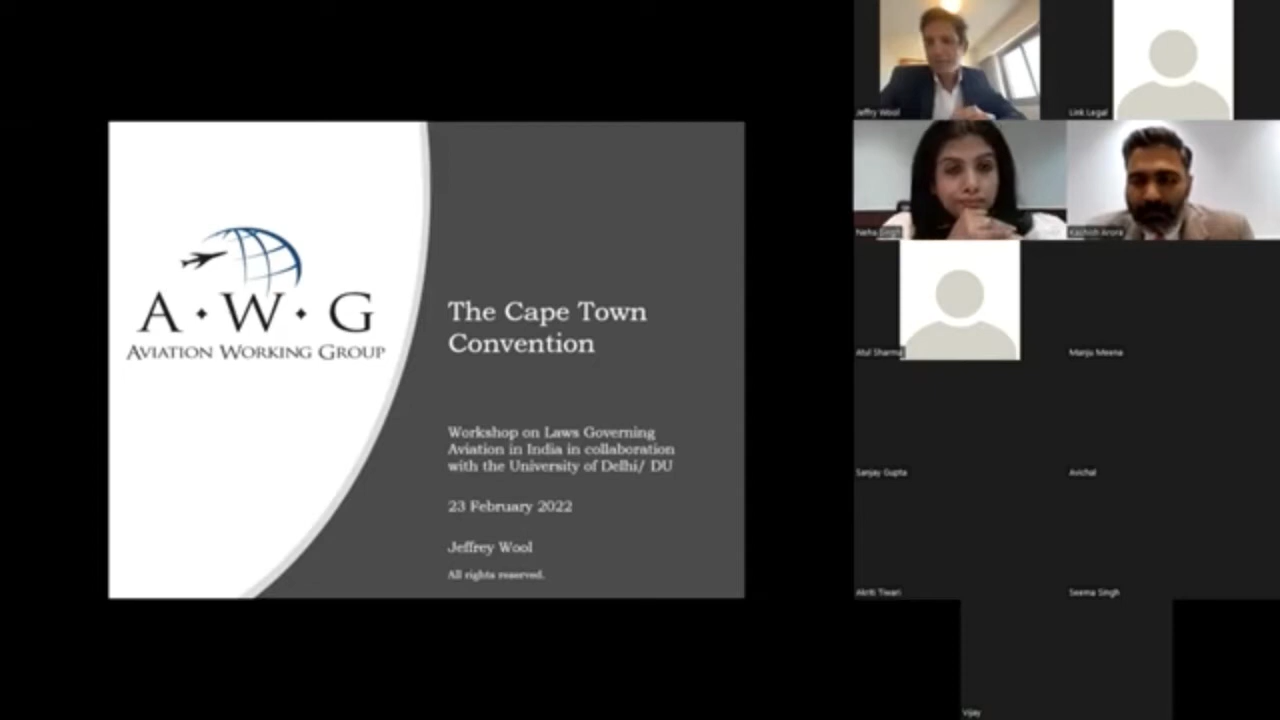 A·W·G
AVIATION WORKING GROUP
The Cape Town
Convention
Workshop on Laws Governing
Aviation in India in collaboration
with the University of Delhi/ DU
23 February 2022
Jeffrey Wool
All rights reserved.
Jeffry Wool
Link Legal
Neha Singh
Kashish Arora
Atul Sharma
Manju Meena
Sanjay Gupta
Avichal
Akriti Tiwari
Seema Singh
Vijay